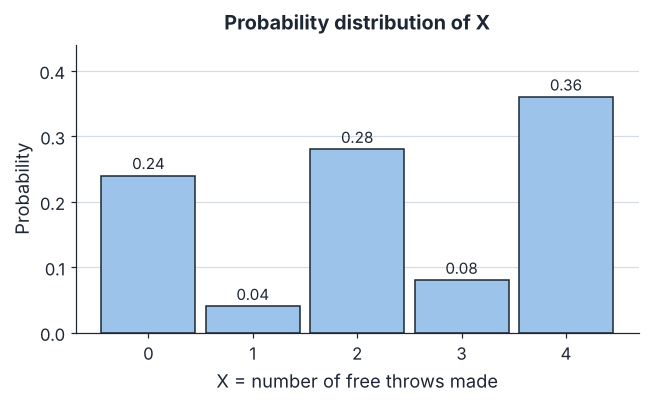 Probability distribution of X
Probability
0.4
0.3
0.2
0.1
0.0
0.24
0.04
0.28
0.08
0.36
0 1 2 3 4
X = number of free throws made